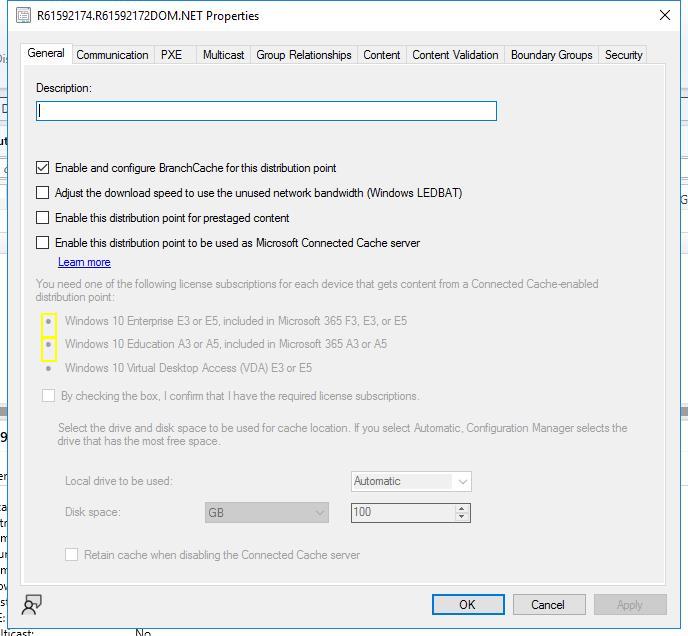 R61592174.R61592172DOM.NET Properties
General Communication PXE Multicast Group Relationships Content Content Validation Boundary Groups Security
Description:
Enable and configure BranchCache for this distribution point
Adjust the download speed to use the unused network bandwidth (Windows LEDBAT)
Enable this distribution point for prestaged content
Enable this distribution point to be used as Microsoft Connected Cache server
Learn more
You need one of the following license subscriptions for each device that gets content from a Connected Cache-enabled
distribution point:
• Windows 10 Enterprise E3 or E5, included in Microsoft 365 F3, E3, or E5
• Windows 10 Education A3 or A5, included in Microsoft 365 A3 or A5
• Windows 10 Virtual Desktop Access (VDA) E3 or E5
By checking the box, I confirm that I have the required license subscriptions.
Select the drive and disk space to be used for cache location. If you select Automatic, Configuration Manager selects the
drive that has the most free space.
Local drive to be used: Automatic
Disk space: GB 100
Retain cache when disabling the Connected Cache server
OK Cancel Apply
No